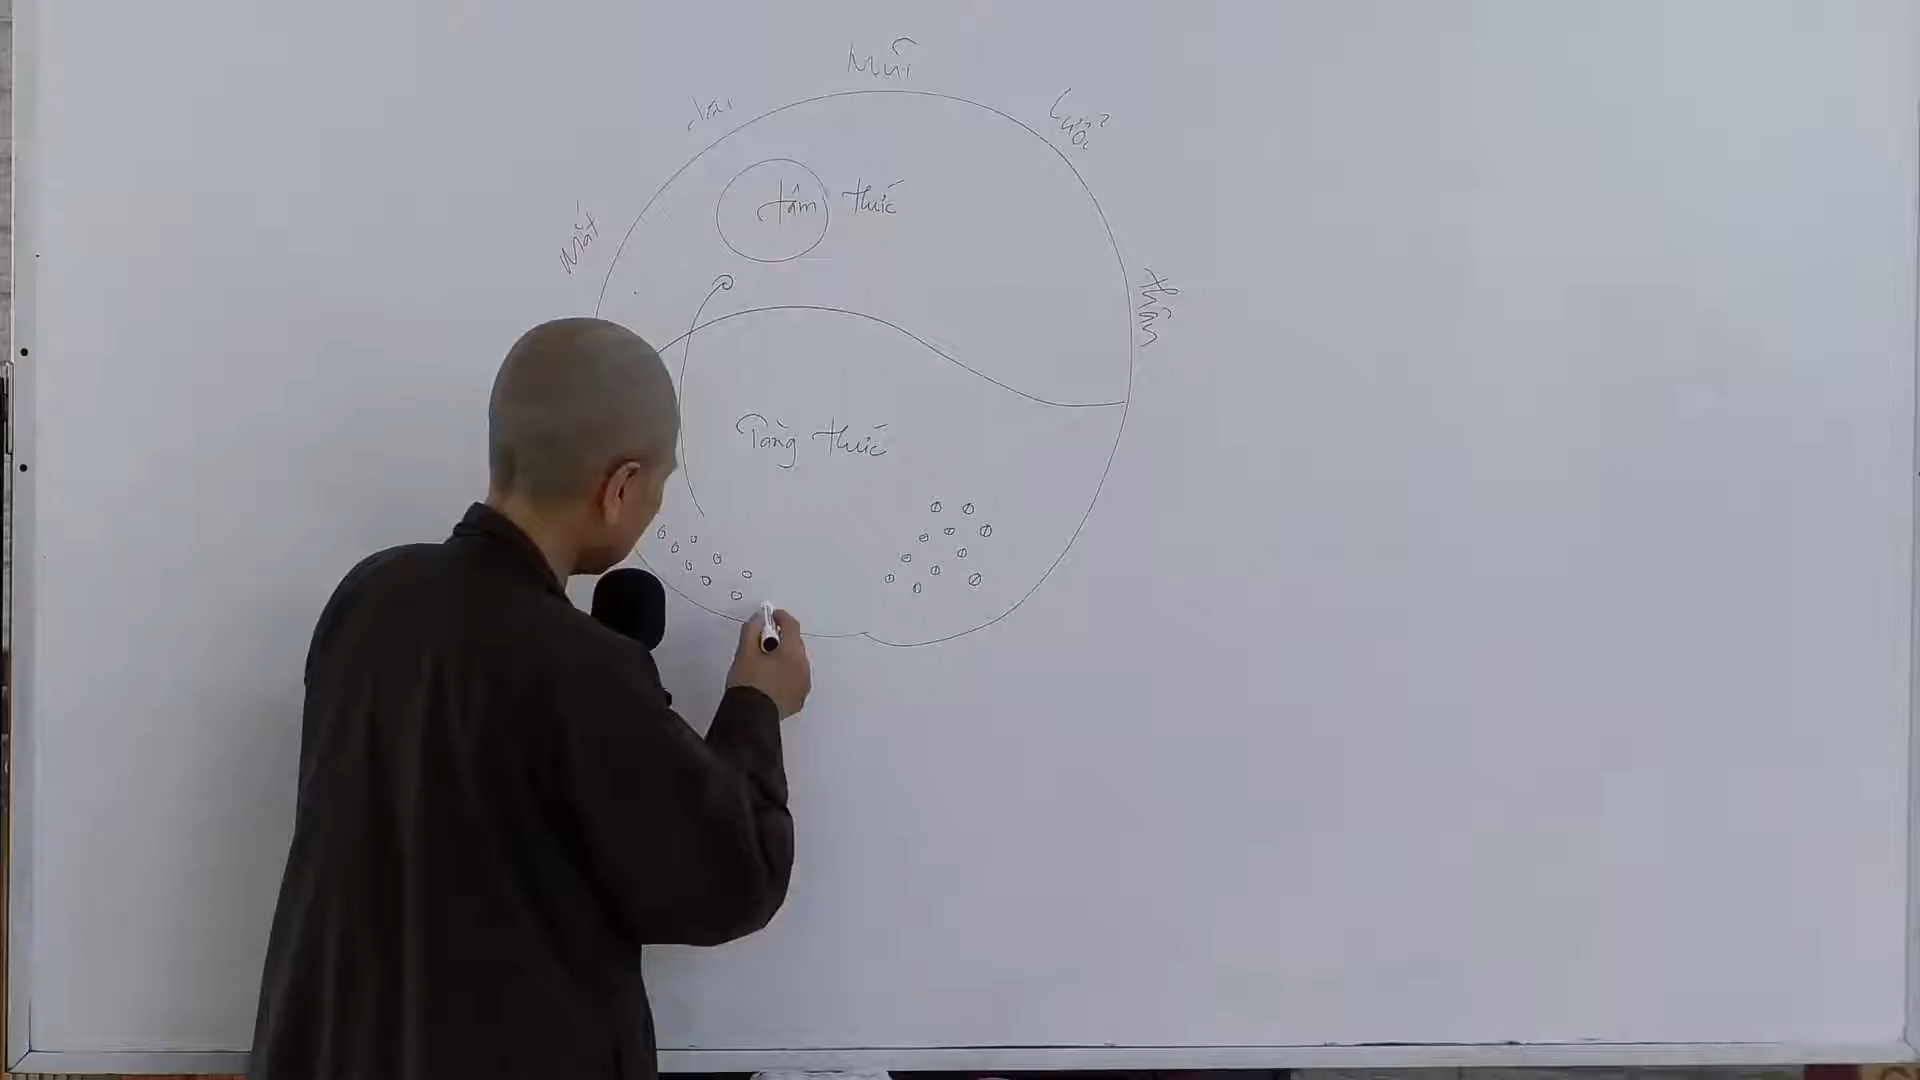 Mũi
Tai
Lưỡi
Mắt
tâm thức
thân
Tàng thức